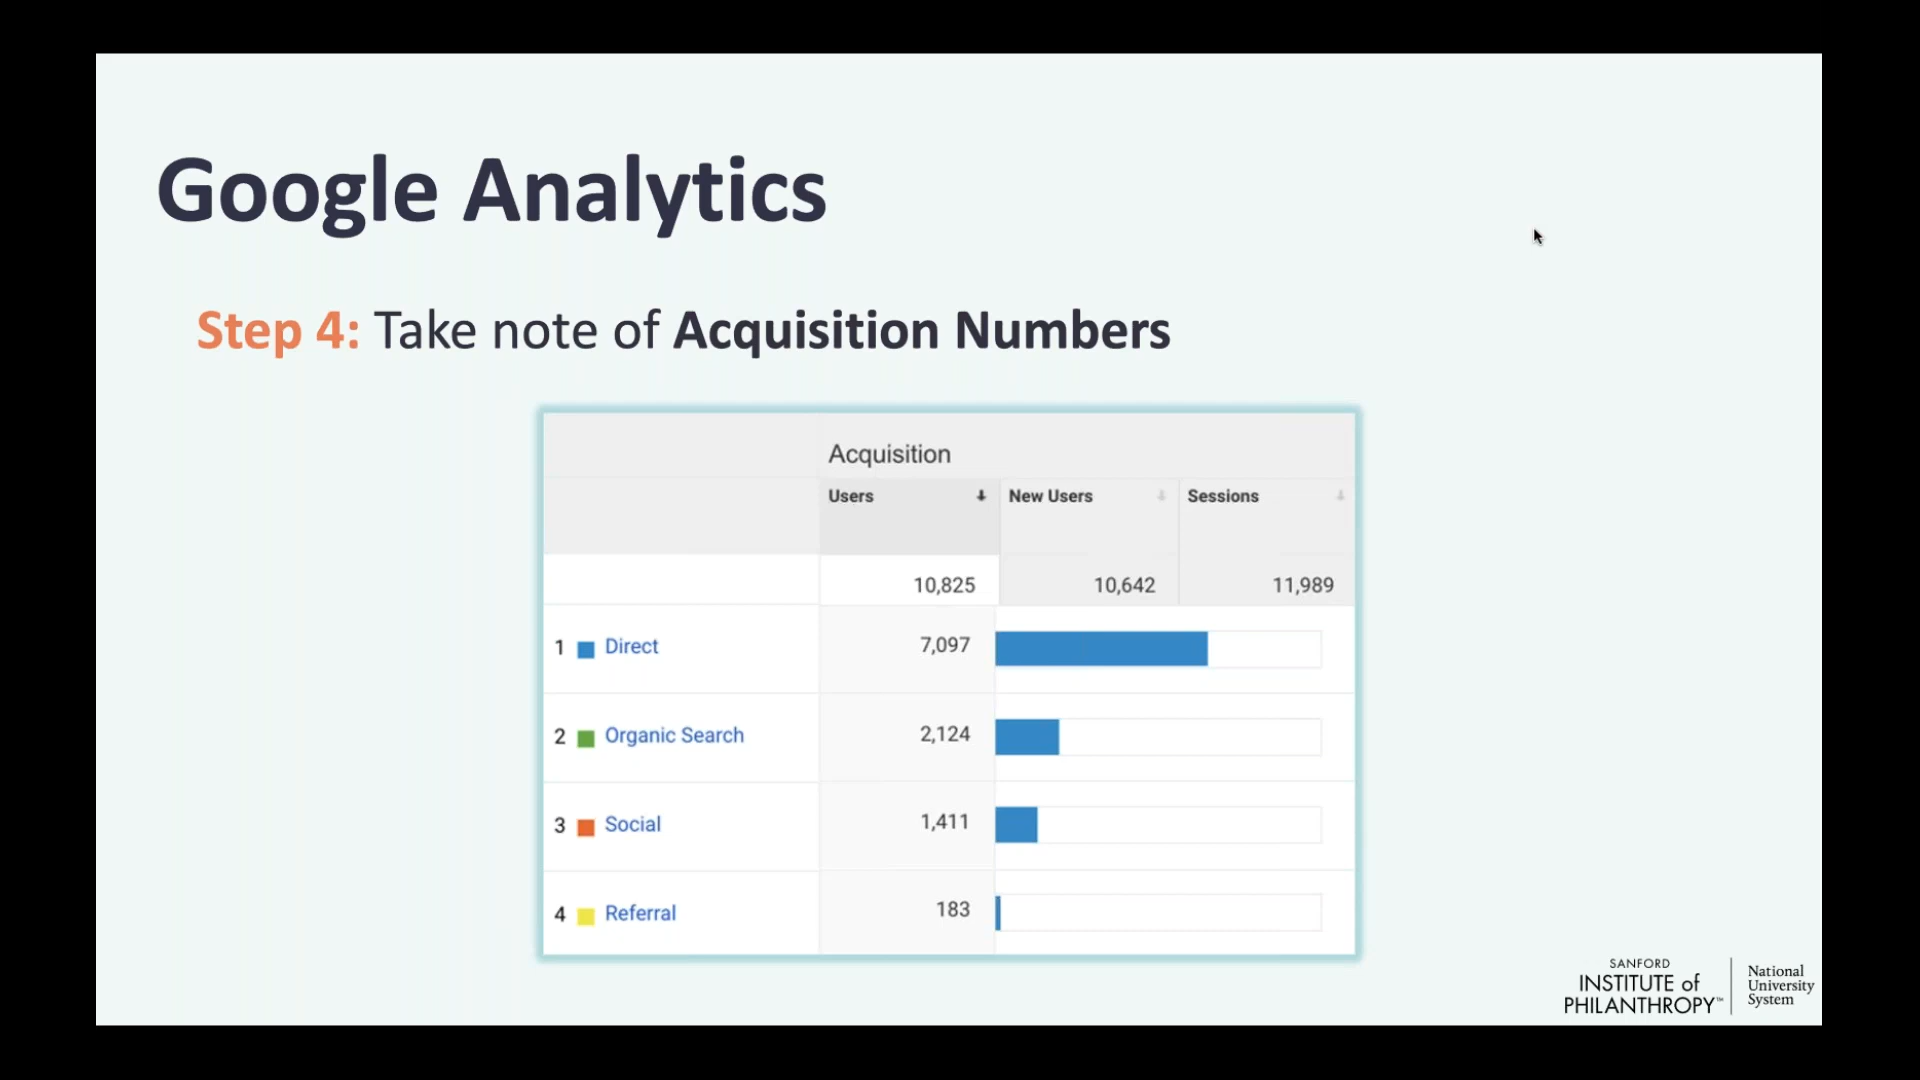 Google Analytics
Step 4: Take note of Acquisition Numbers
Acquisition
Users New Users Sessions
10,825 10,642 11,989
1 Direct 7,097
2 Organic Search 2,124
3 Social 1,411
4 Referral 183
SANFORD
INSTITUTE of
PHILANTHROPY™
National
University
System